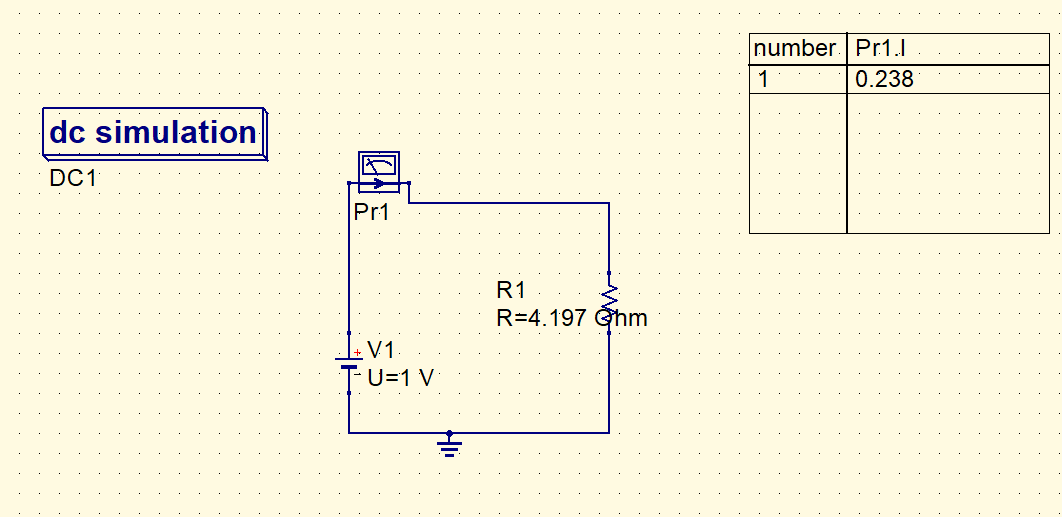 dc simulation
DC1
Pr1
R1
R=4.197 Ohm
+ V1
- U=1 V
number Pr1.I
1 0.238